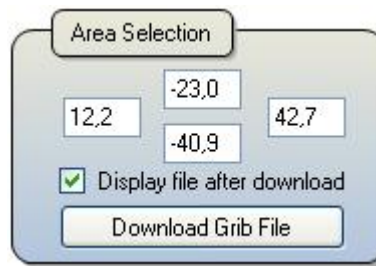 Area Selection
-23,0
12,2
42,7
-40,9
Display file after download
Download Grib File